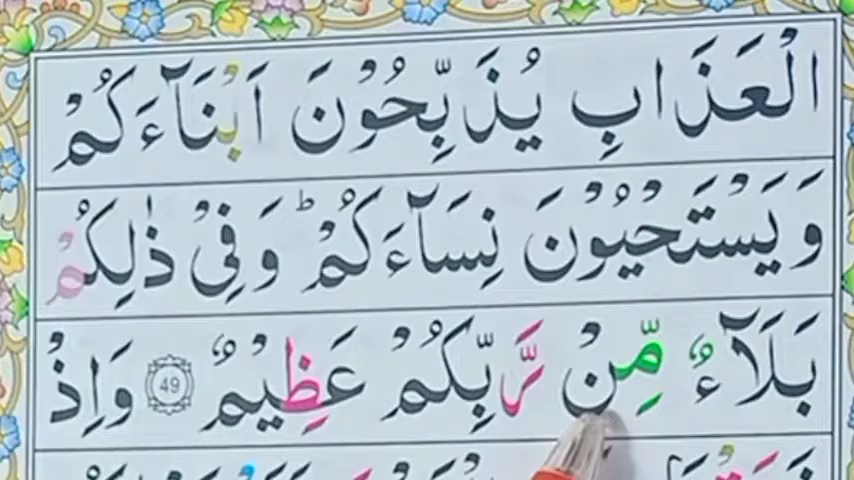 الْعَذَابِ يُذَبِّحُوْنَ اَبْنَآءَكُمْ
وَيَسْتَحْيُوْنَ نِسَآءَكُمْ ؕ وَفِيْ ذٰلِكُمْ
بَلَآءٌ مِّنْ رَّبِّكُمْ عَظِيْمٌ ۝49 وَاِذْ